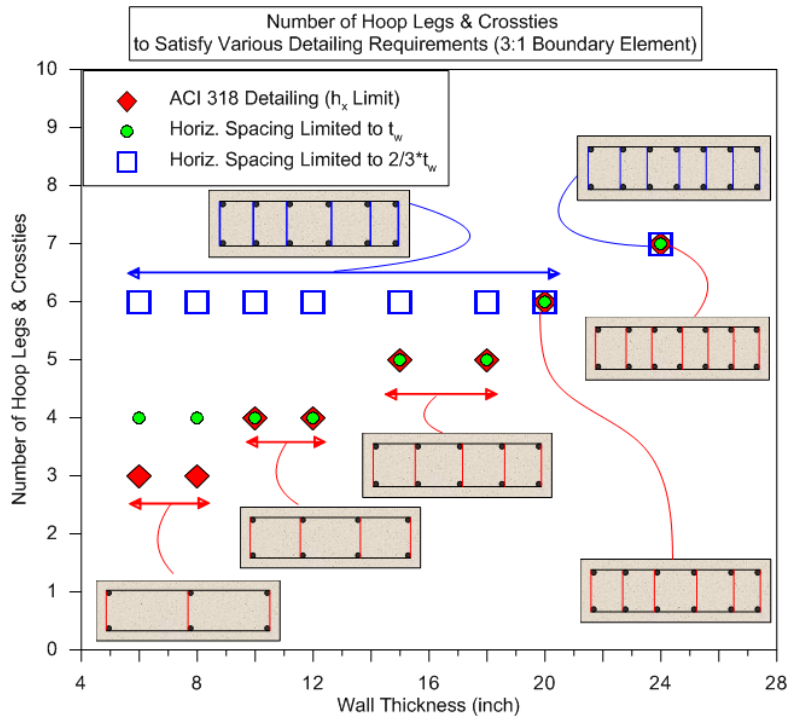 Number of Hoop Legs & Crossties
to Satisfy Various Detailing Requirements (3:1 Boundary Element)
10
9
8
7
6
5
4
3
2
1
0
Number of Hoop Legs & Crossties
ACI 318 Detailing (hx Limit)
Horiz. Spacing Limited to tw
Horiz. Spacing Limited to 2/3*tw
4 8 12 16 20 24 28
Wall Thickness (inch)